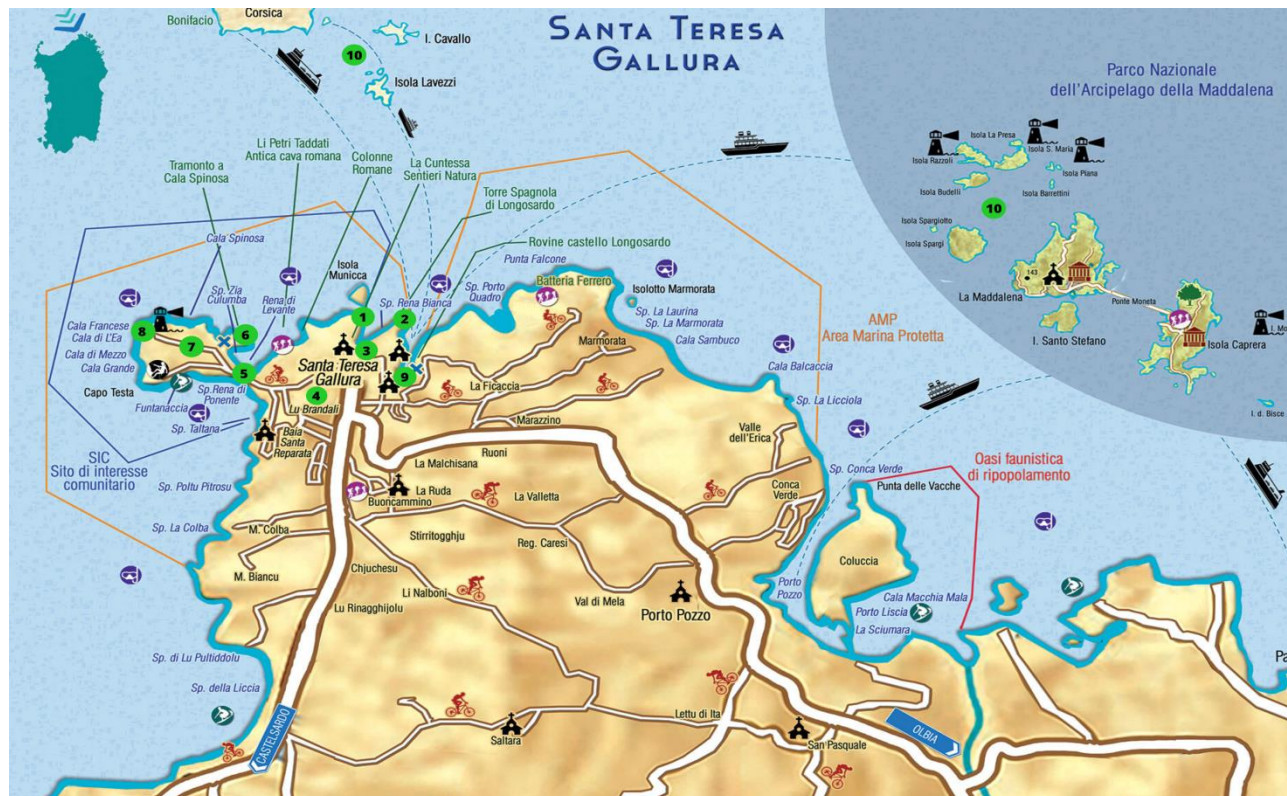 Bonifacio
Corsica
I. Cavallo
10
Isola Lavezzi
SANTA TERESA
GALLURA
Parco Nazionale
dell'Arcipelago della Maddalena
Isola La Presa
Isola Razzoli
Isola S. Maria
Isola Piana
Isola Budelli
Isola Barrettini
10
Isola Spargiotto
Isola Spargi
143
La Maddalena
Ponte Moneta
I. Santo Stefano
Isola Caprera
I. d. Bisce
Tramonto a
Cala Spinosa
Li Petri Taddati
Antica cava romana
Colonne
Romane
La Cuntessa
Sentieri Natura
Torre Spagnola
di Longosardo
Rovine castello Longosardo
Cala Spinosa
Isola
Municca
Punta Falcone
Batteria Ferrero
Isolotto Marmorata
Sp. Zia
Culumba
Rena di
Levante
Sp. Rena Bianca
Sp. Porto
Quadro
Sp. La Laurina
Sp. La Marmorata
Cala Sambuco
AMP
Area Marina Protetta
Cala Francese
Cala di L'Ea
Cala di Mezzo
Cala Grande
8
7
6
1
2
3
5
9
4
Marmorata
Cala Balcaccia
Capo Testa
Santa Teresa
Gallura
Sp. Rena di
Ponente
Funtanaccia
Sp. Taltana
Lu Brandali
La Ficaccia
Sp. La Licciola
Marazzino
Valle
dell'Erica
SIC
Sito di interesse
comunitario
Baia
Santa
Reparata
Ruoni
La Malchisana
Sp. Conca Verde
Oasi faunistica
di ripopolamento
Punta delle Vacche
Sp. Poltu Pitrosu
La Ruda
Buoncammino
La Valletta
Conca
Verde
Sp. La Colba
M. Colba
Stirritogghju
Reg. Caresi
Coluccia
M. Biancu
Chjuchesu
Li Nalboni
Val di Mela
Porto
Pozzo
Cala Macchia Mala
Porto Liscia
La Sciumara
Lu Rinagghjolu
Porto Pozzo
Sp. di Lu Pultiddolu
Sp. della Liccia
Lettu di Ita
CASTELSARDO
Saltara
San Pasquale
OLBIA